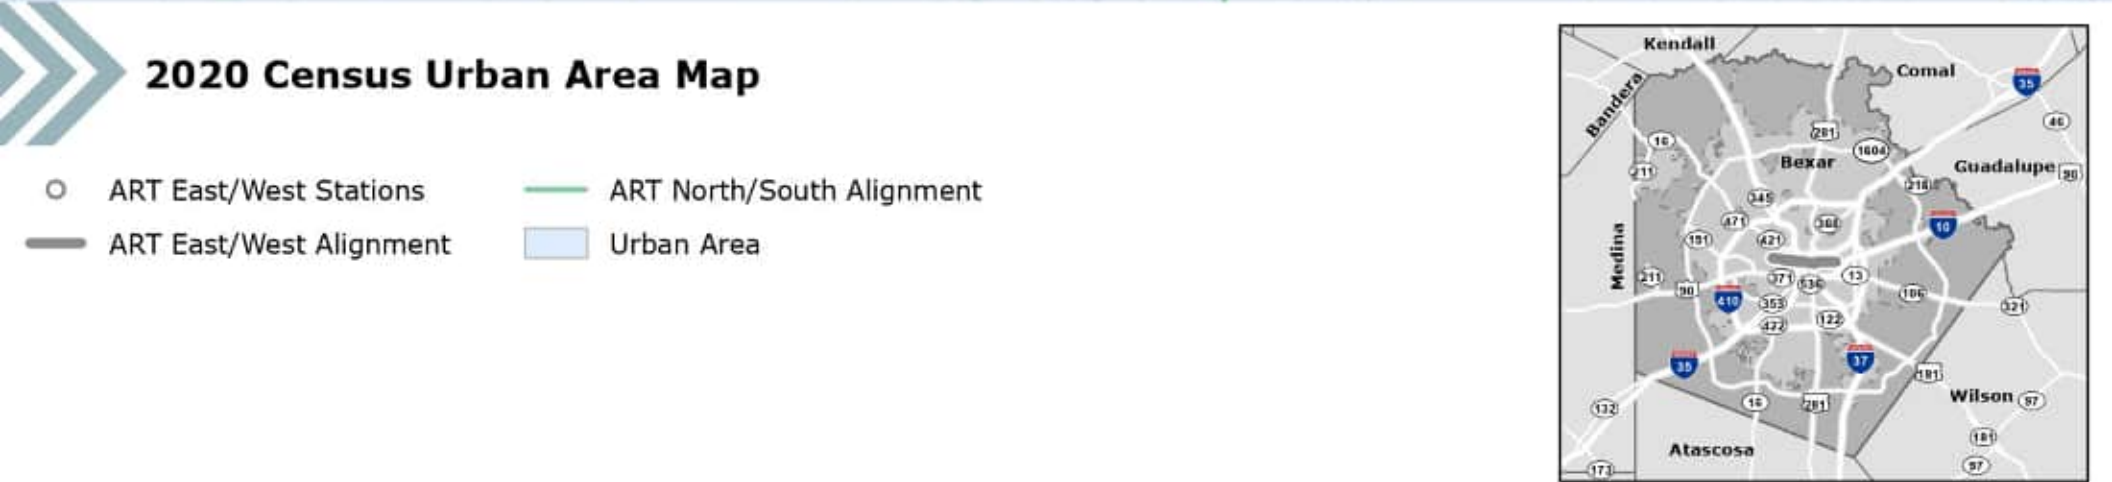 2020 Census Urban Area Map
ART East/West Stations
ART North/South Alignment
ART East/West Alignment
Urban Area
Kendall
Comal
35
Bandera
46
281
16
1604
Bexar
Guadalupe
90
211
218
345
471
368
10
151
421
Medina
211
371
13
90
536
410
106
353
321
422
122
35
37
181
Wilson
97
132
16
281
181
Atascosa
97
173